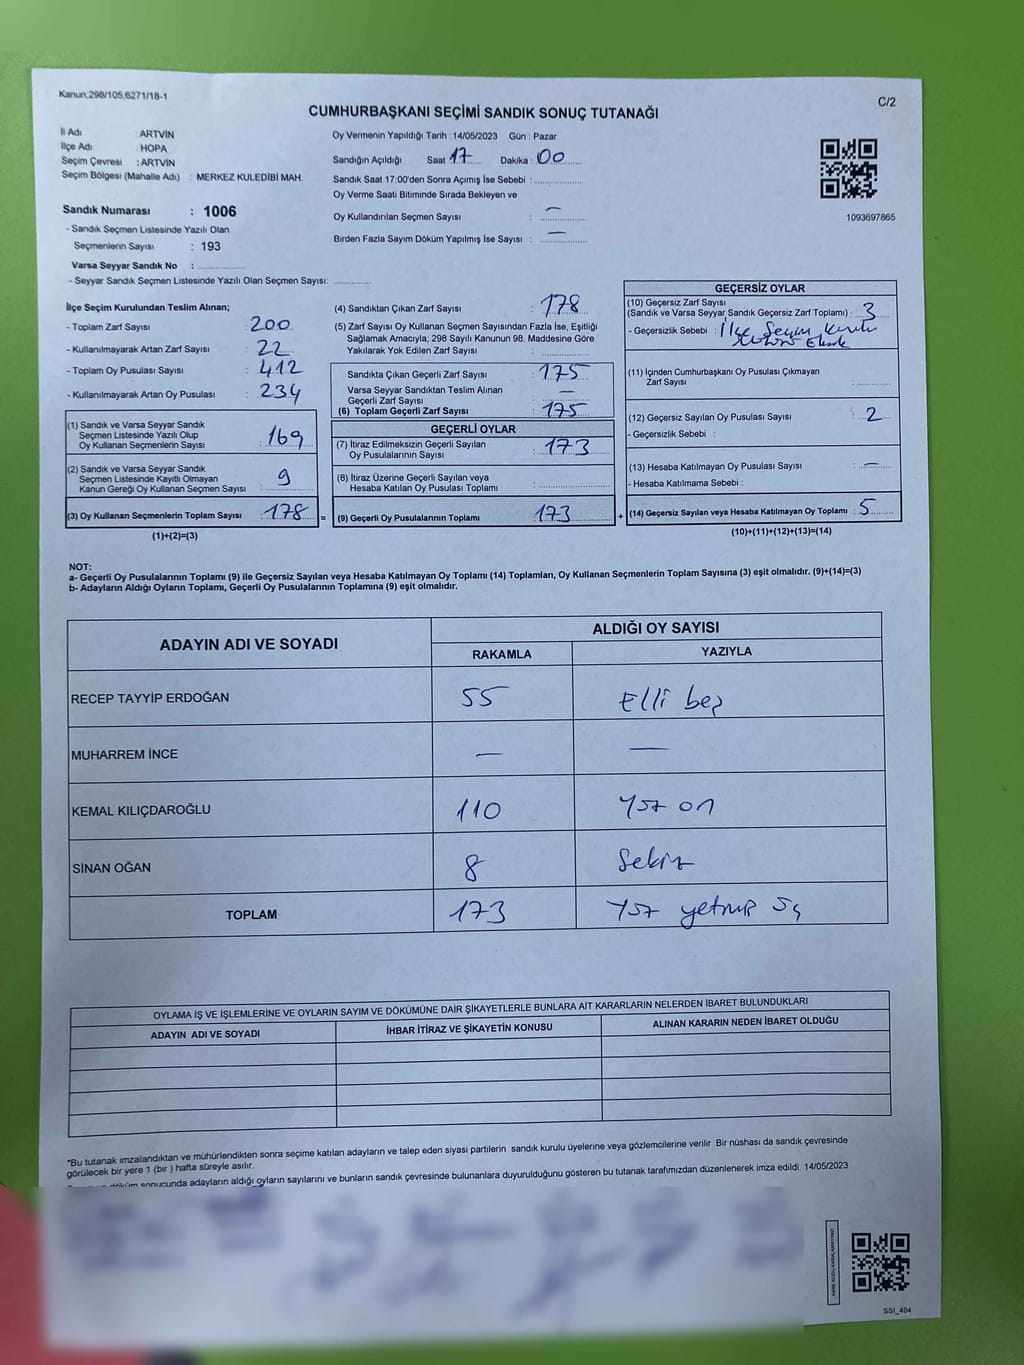 Kanun:298/105,6271/18-1
C/2
CUMHURBAŞKANI SEÇİMİ SANDIK SONUÇ TUTANAĞI
İl Adı : ARTVİN
İlçe Adı : HOPA
Seçim Çevresi : ARTVİN
Seçim Bölgesi (Mahalle Adı) : MERKEZ KULEDİBİ MAH.
Sandık Numarası : 1006
- Sandık Seçmen Listesinde Yazılı Olan
Seçmenlerin Sayısı : 193
Varsa Seyyar Sandık No :
- Seyyar Sandık Seçmen Listesinde Yazılı Olan Seçmen Sayısı:
Oy Vermenin Yapıldığı Tarih : 14/05/2023 Gün : Pazar
Sandığın Açıldığı Saat 17 Dakika : 00
Sandık Saat 17:00'den Sonra Açılmış İse Sebebi :
Oy Verme Saati Bitiminde Sırada Bekleyen ve
Oy Kullandırılan Seçmen Sayısı : —
Birden Fazla Sayım Döküm Yapılmış İse Sayısı : —
1093697865
İlçe Seçim Kurulundan Teslim Alınan;
- Toplam Zarf Sayısı : 200
- Kullanılmayarak Artan Zarf Sayısı : 22
- Toplam Oy Pusulası Sayısı : 412
- Kullanılmayarak Artan Oy Pusulası : 234
(1) Sandık ve Varsa Seyyar Sandık
Seçmen Listesinde Yazılı Olup
Oy Kullanan Seçmenlerin Sayısı : 169
(2) Sandık ve Varsa Seyyar Sandık
Seçmen Listesinde Kayıtlı Olmayan
Kanun Gereği Oy Kullanan Seçmen Sayısı : 9
(3) Oy Kullanan Seçmenlerin Toplam Sayısı : 178 =
(1)+(2)=(3)
(4) Sandıktan Çıkan Zarf Sayısı : 178
(5) Zarf Sayısı Oy Kullanan Seçmen Sayısından Fazla İse, Eşitliği
Sağlamak Amacıyla; 298 Sayılı Kanunun 98. Maddesine Göre
Yakılarak Yok Edilen Zarf Sayısı :
Sandıkta Çıkan Geçerli Zarf Sayısı : 175
Varsa Seyyar Sandıktan Teslim Alınan
Geçerli Zarf Sayısı : —
(6) Toplam Geçerli Zarf Sayısı : 175
GEÇERLİ OYLAR
(7) İtiraz Edilmeksizin Geçerli Sayılan
Oy Pusulalarının Sayısı : 173
(8) İtiraz Üzerine Geçerli Sayılan veya
Hesaba Katılan Oy Pusulası Toplamı :
(9) Geçerli Oy Pusulalarının Toplamı : 173 +
GEÇERSİZ OYLAR
(10) Geçersiz Zarf Sayısı
(Sandık ve Varsa Seyyar Sandık Geçersiz Zarf Toplamı) : 3
- Geçersizlik Sebebi : İlçe Seçim Kurulu
(11) İçinden Cumhurbaşkanı Oy Pusulası Çıkmayan
Zarf Sayısı :
(12) Geçersiz Sayılan Oy Pusulası Sayısı : 2
- Geçersizlik Sebebi :
(13) Hesaba Katılmayan Oy Pusulası Sayısı : —
- Hesaba Katılmama Sebebi :
(14) Geçersiz Sayılan veya Hesaba Katılmayan Oy Toplamı : 5
(10)+(11)+(12)+(13)=(14)
NOT:
a- Geçerli Oy Pusulalarının Toplamı (9) ile Geçersiz Sayılan veya Hesaba Katılmayan Oy Toplamı (14) Toplamları, Oy Kullanan Seçmenlerin Toplam Sayısına (3) eşit olmalıdır. (9)+(14)=(3)
b- Adayların Aldığı Oyların Toplamı, Geçerli Oy Pusulalarının Toplamına (9) eşit olmalıdır.
ADAYIN ADI VE SOYADI ALDIĞI OY SAYISI
RAKAMLA YAZIYLA
RECEP TAYYİP ERDOĞAN 55 Elli beş
MUHARREM İNCE — —
KEMAL KILIÇDAROĞLU 110 Yüz on
SİNAN OĞAN 8 Sekiz
TOPLAM 173 Yüz yetmiş üç
OYLAMA İŞ VE İŞLEMLERİNE VE OYLARIN SAYIM VE DÖKÜMÜNE DAİR ŞİKAYETLERLE BUNLARA AİT KARARLARIN NELERDEN İBARET BULUNDUKLARI
ADAYIN ADI VE SOYADI İHBAR İTİRAZ VE ŞİKAYETİN KONUSU ALINAN KARARIN NEDEN İBARET OLDUĞU
*Bu tutanak imzalandıktan ve mühürlendikten sonra seçime katılan adayların ve talep eden siyasi partilerin sandık kurulu üyelerine veya gözlemcilerine verilir .Bir nüshası da sandık çevresinde
görülecek bir yere 1 (bir ) hafta süreyle asılır.
döküm sonucunda adayların aldığı oyların sayılarını ve bunların sandık çevresinde bulunanlara duyurulduğunu gösteren bu tutanak tarafımızdan düzenlenerek imza edildi 14/05/2023
SSI_404